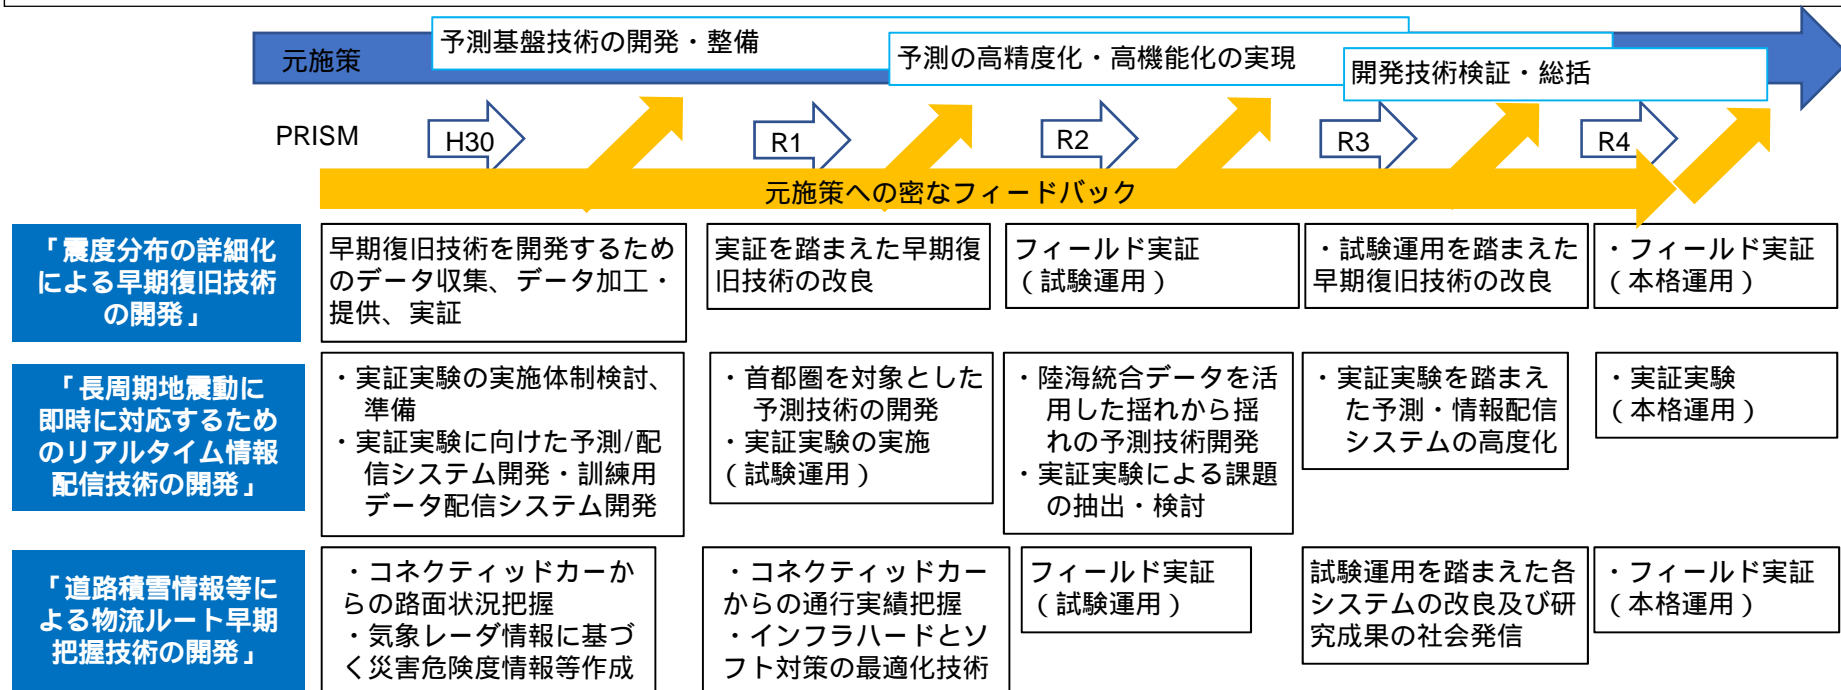 元施策
予測基盤技術の開発・整備
予測の高精度化・高機能化の実現
開発技術検証・総括
PRISM
H30
R1
R2
R3
R4
元施策への密なフィードバック
「震度分布の詳細化
による早期復旧技術
の開発」
早期復旧技術を開発するため
のデータ収集、データ加工・
提供、実証
実証を踏まえた早期復
旧技術の改良
フィールド実証
（試験運用）
・試験運用を踏まえた
早期復旧技術の改良
・フィールド実証
（本格運用）
「長周期地震動に
即時に対応するため
のリアルタイム情報
配信技術の開発」
・実証実験の実施体制検討、
準備
・実証実験に向けた予測/配
信システム開発・訓練用
データ配信システム開発
・首都圏を対象とした
予測技術の開発
・実証実験の実施
（試験運用）
・陸海統合データを活
用した揺れから揺
れの予測技術開発
・実証実験による課題
の抽出・検討
・実証実験を踏まえ
た予測・情報配信
システムの高度化
・実証実験
（本格運用）
「道路積雪情報等に
よる物流ルート早期
把握技術の開発」
・コネクティッドカーか
らの路面状況把握
・気象レーダ情報に基づ
く災害危険度情報等作成
・コネクティッドカー
からの通行実績把握
・インフラハードとソ
フト対策の最適化技術
フィールド実証
（試験運用）
試験運用を踏まえた各
システムの改良及び研
究成果の社会発信
・フィールド実証
（本格運用）